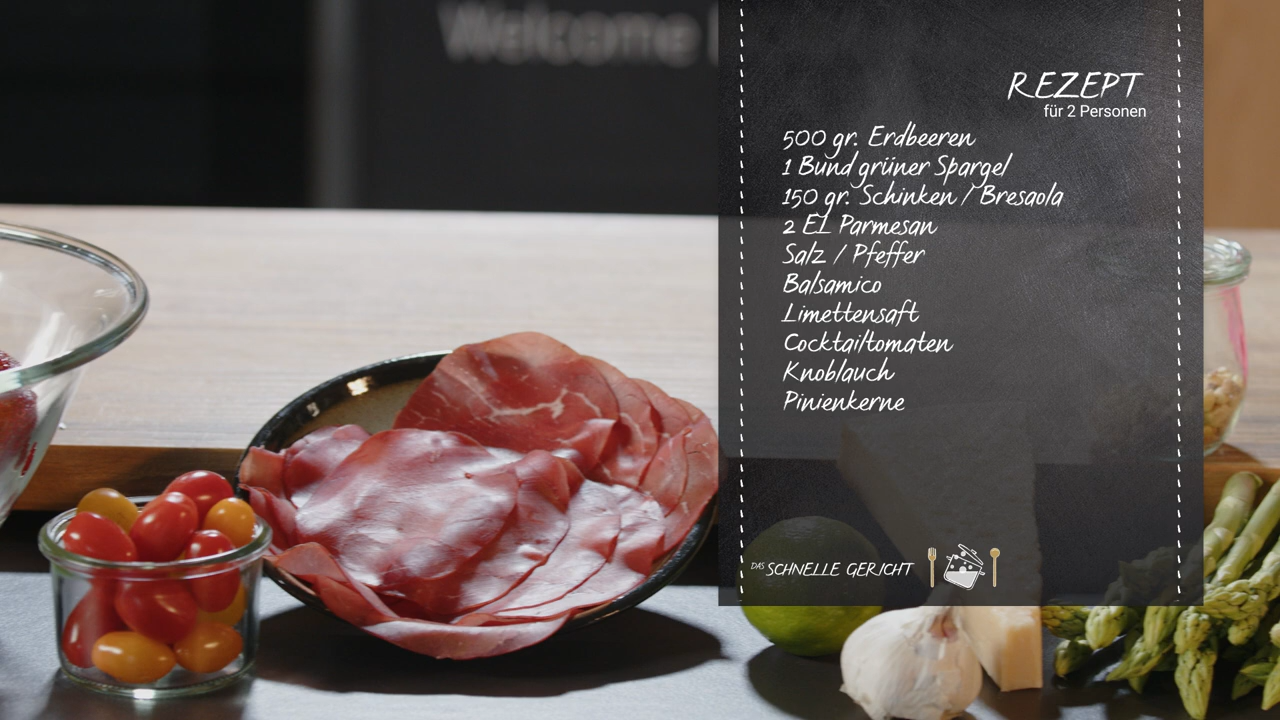 Welcome
REZEPT
für 2 Personen
500 gr. Erdbeeren
1 Bund grüner Spargel
150 gr. Schinken / Bresaola
2 EL Parmesan
Salz / Pfeffer
Balsamico
Limettensaft
Cocktailtomaten
Knoblauch
Pinienkerne
DAS SCHNELLE GERICHT